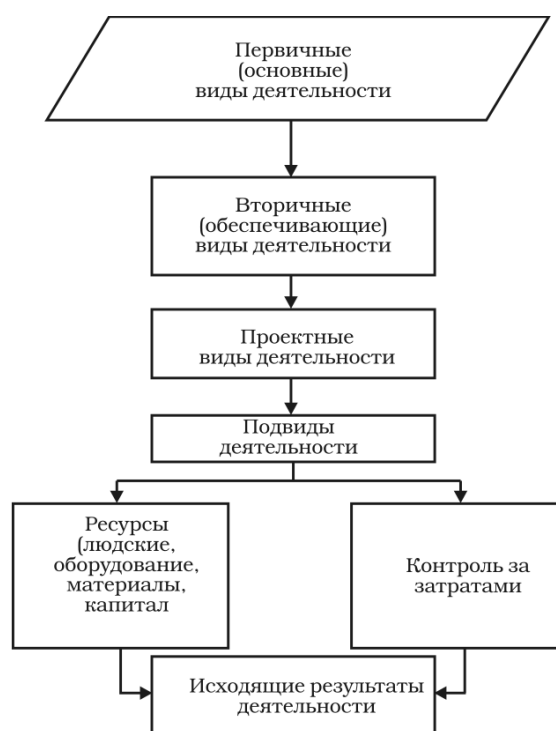 Первичные
(основные)
виды деятельности
Вторичные
(обеспечивающие)
виды деятельности
Проектные
виды деятельности
Подвиды
деятельности
Ресурсы
(людские,
оборудование,
материалы,
капитал
Контроль за
затратами
Исходящие результаты
деятельности